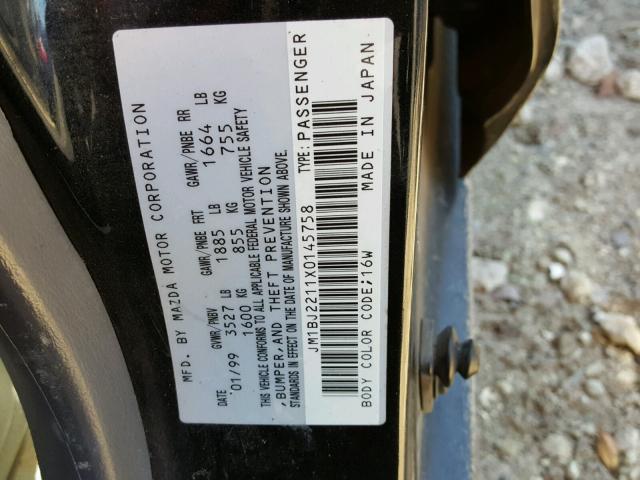 MFD. BY MAZDA MOTOR CORPORATION
DATE GVWR/PNBV GAWR/PNBE FRT GAWR/PNBE RR
01/99 3527 LB 1885 LB 1664 LB
1600 KG 855 KG 755 KG
THIS VEHICLE CONFORMS TO ALL APPLICABLE FEDERAL MOTOR VEHICLE SAFETY
,BUMPER,AND THEFT PREVENTION
STANDARDS IN EFFECT ON THE DATE OF MANUFACTURE SHOWN ABOVE.
JM1BJ2211X0145758 TYPE: PASSENGER
BODY COLOR CODE;16W MADE IN JAPAN